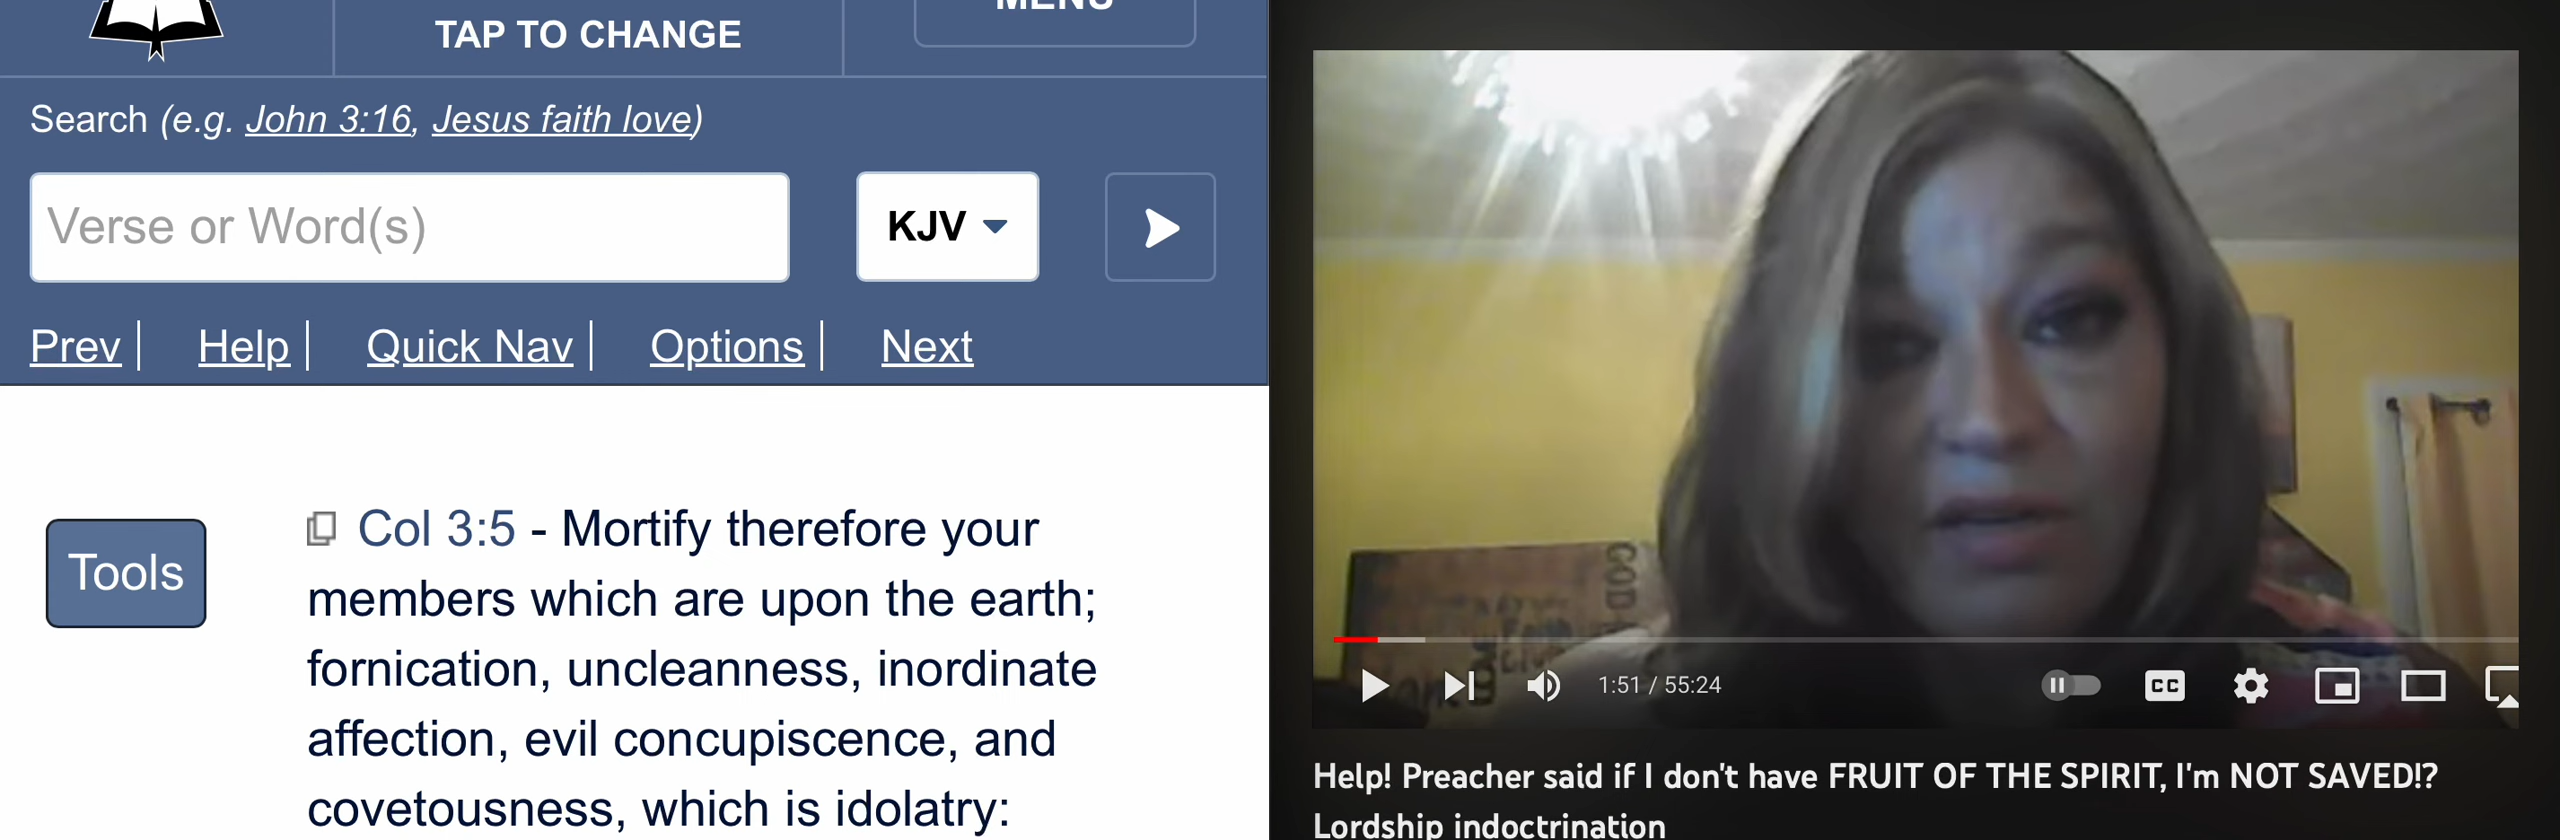 MENU
TAP TO CHANGE
Search (e.g. John 3:16, Jesus faith love)
Verse or Word(s)
KJV
Prev | Help | Quick Nav | Options | Next
Tools
Col 3:5 - Mortify therefore your
members which are upon the earth;
fornication, uncleanness, inordinate
affection, evil concupiscence, and
covetousness, which is idolatry:
GOD
1:51 / 55:24
CC
Help! Preacher said if I don't have FRUIT OF THE SPIRIT, I'm NOT SAVED!?
Lordship indoctrination